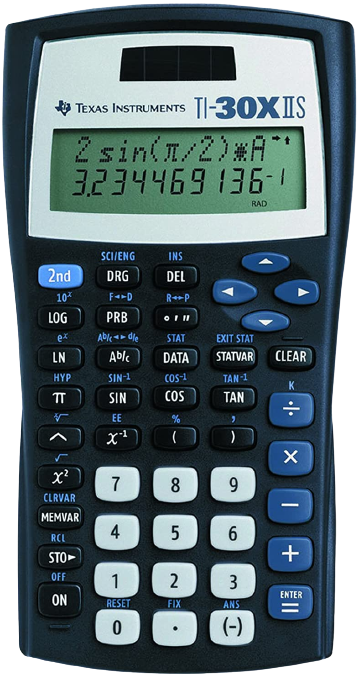 TEXAS INSTRUMENTS TI-30X IIS
2sin(π/2)*A→↑
3.234469136-1
RAD
SCI/ENG INS
2nd DRG DEL
10ˣ F◄►D R◄►P
LOG PRB ° ' "
eˣ Ab/c◄►d/e STAT EXIT STAT
LN Ab/c DATA STATVAR CLEAR
HYP SIN-1 COS-1 TAN-1 K
π SIN COS TAN ÷
ˣ√ EE % ,
^ x-1 ( ) ×
√
x² 7 8 9 −
CLRVAR
MEMVAR 4 5 6
RCL
STO► 1 2 3 +
OFF
ON
RESET FIX ANS ENTER
0 . (-) =